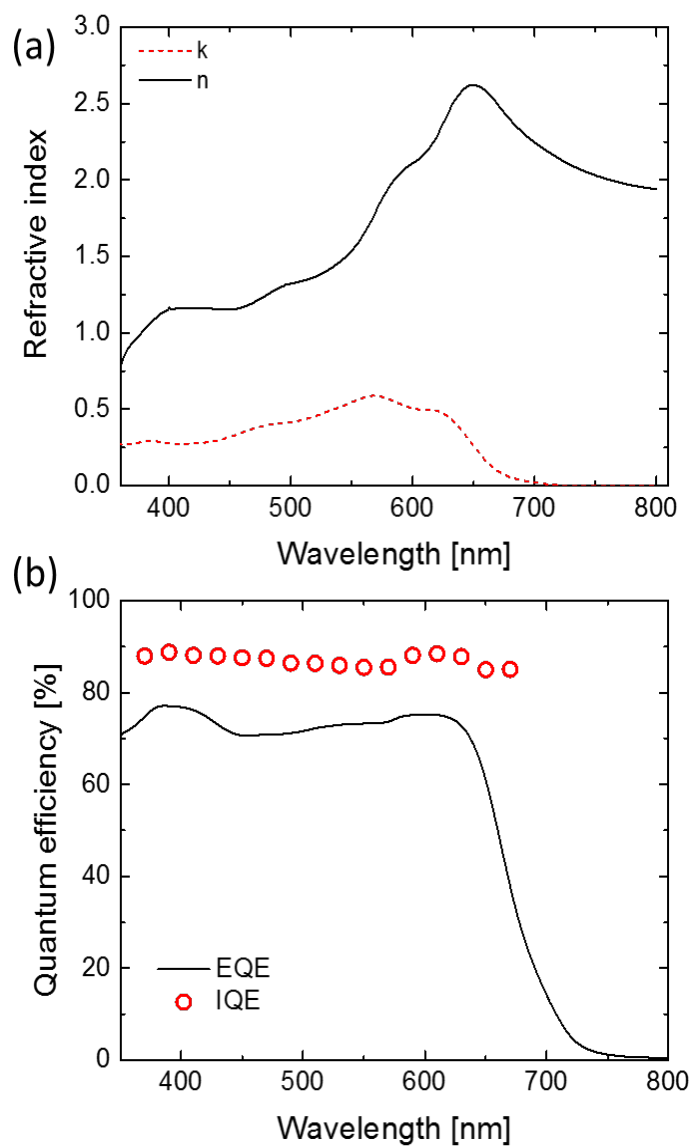 (a)
3.0
2.5
2.0
1.5
1.0
0.5
0.0
Refractive index
k
n
400 500 600 700 800
Wavelength [nm]
(b)
100
80
60
40
20
0
Quantum efficiency [%]
EQE
IQE
400 500 600 700 800
Wavelength [nm]